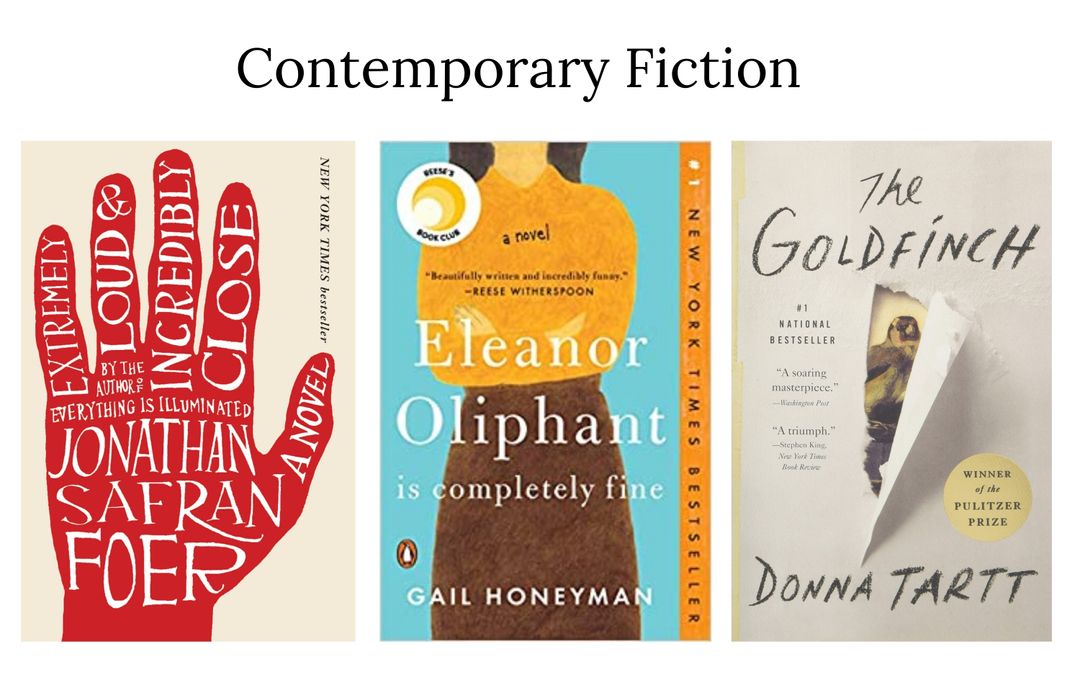 Contemporary Fiction
EXTREMELY
LOUD &
INCREDIBLY
CLOSE
BY THE
AUTHOR OF
EVERYTHING IS ILLUMINATED
JONATHAN
SAFRAN
FOER
A NOVEL
NEW YORK TIMES bestseller
REESE'S
BOOK CLUB
a novel
"Beautifully written and incredibly funny."
—REESE WITHERSPOON
Eleanor
Oliphant
is completely fine
GAIL HONEYMAN
#1 NEW YORK TIMES BESTSELLER
The
GOLDFINCH
#1
NATIONAL
BESTSELLER
"A soaring
masterpiece."
—Washington Post
"A triumph."
—Stephen King,
New York Times
Book Review
WINNER
of the
PULITZER
PRIZE
DONNA TARTT